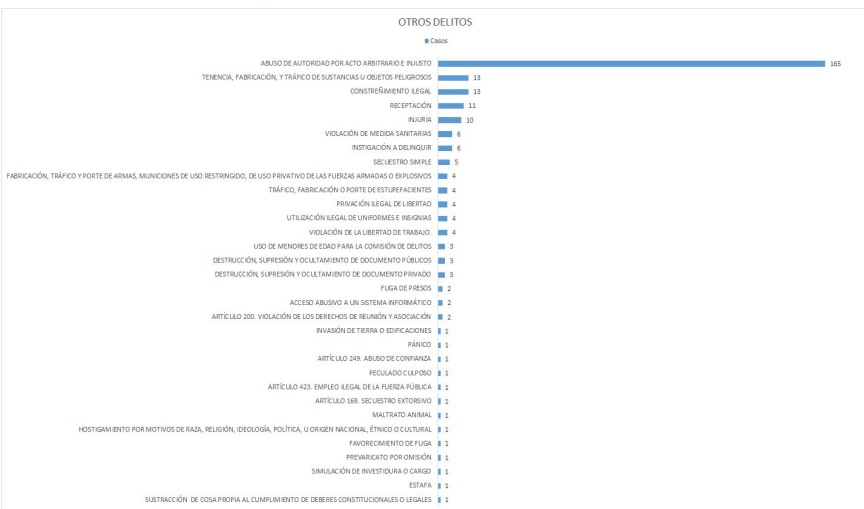 OTROS DELITOS
Casos
ABUSO DE AUTORIDAD POR ACTO ARBITRARIO E INJUSTO 165
TENENCIA, FABRICACIÓN, Y TRÁFICO DE SUSTANCIAS U OBJETOS PELIGROSOS 13
CONSTREÑIMIENTO ILEGAL 13
RECEPTACIÓN 11
INJURIA 10
VIOLACIÓN DE MEDIDA SANITARIAS 6
INSTIGACIÓN A DELINQUIR 6
SECUESTRO SIMPLE 5
FABRICACIÓN, TRÁFICO Y PORTE DE ARMAS, MUNICIONES DE USO RESTRINGIDO, DE USO PRIVATIVO DE LAS FUERZAS ARMADAS O EXPLOSIVOS 4
TRÁFICO, FABRICACIÓN O PORTE DE ESTUPEFACIENTES 4
PRIVACIÓN ILEGAL DE LIBERTAD 4
UTILIZACIÓN ILEGAL DE UNIFORMES E INSIGNIAS 4
VIOLACIÓN DE LA LIBERTAD DE TRABAJO. 4
USO DE MENORES DE EDAD PARA LA COMISIÓN DE DELITOS 3
DESTRUCCIÓN, SUPRESIÓN Y OCULTAMIENTO DE DOCUMENTO PÚBLICOS 3
DESTRUCCIÓN, SUPRESIÓN Y OCULTAMIENTO DE DOCUMENTO PRIVADO 3
FUGA DE PRESOS 2
ACCESO ABUSIVO A UN SISTEMA INFORMÁTICO 2
ARTÍCULO 200. VIOLACIÓN DE LOS DERECHOS DE REUNIÓN Y ASOCIACIÓN 2
INVASIÓN DE TIERRA O EDIFICACIONES 1
PÁNICO 1
ARTÍCULO 249. ABUSO DE CONFIANZA 1
PECULADO CULPOSO 1
ARTÍCULO 423. EMPLEO ILEGAL DE LA FUERZA PÚBLICA 1
ARTÍCULO 169. SECUESTRO EXTORSIVO 1
MALTRATO ANIMAL 1
HOSTIGAMIENTO POR MOTIVOS DE RAZA, RELIGIÓN, IDEOLOGÍA, POLÍTICA, U ORIGEN NACIONAL, ÉTNICO O CULTURAL 1
FAVORECIMIENTO DE FUGA 1
PREVARICATO POR OMISIÓN 1
SIMULACIÓN DE INVESTIDURA O CARGO 1
ESTAFA 1
SUSTRACCIÓN DE COSA PROPIA AL CUMPLIMIENTO DE DEBERES CONSTITUCIONALES O LEGALES 1